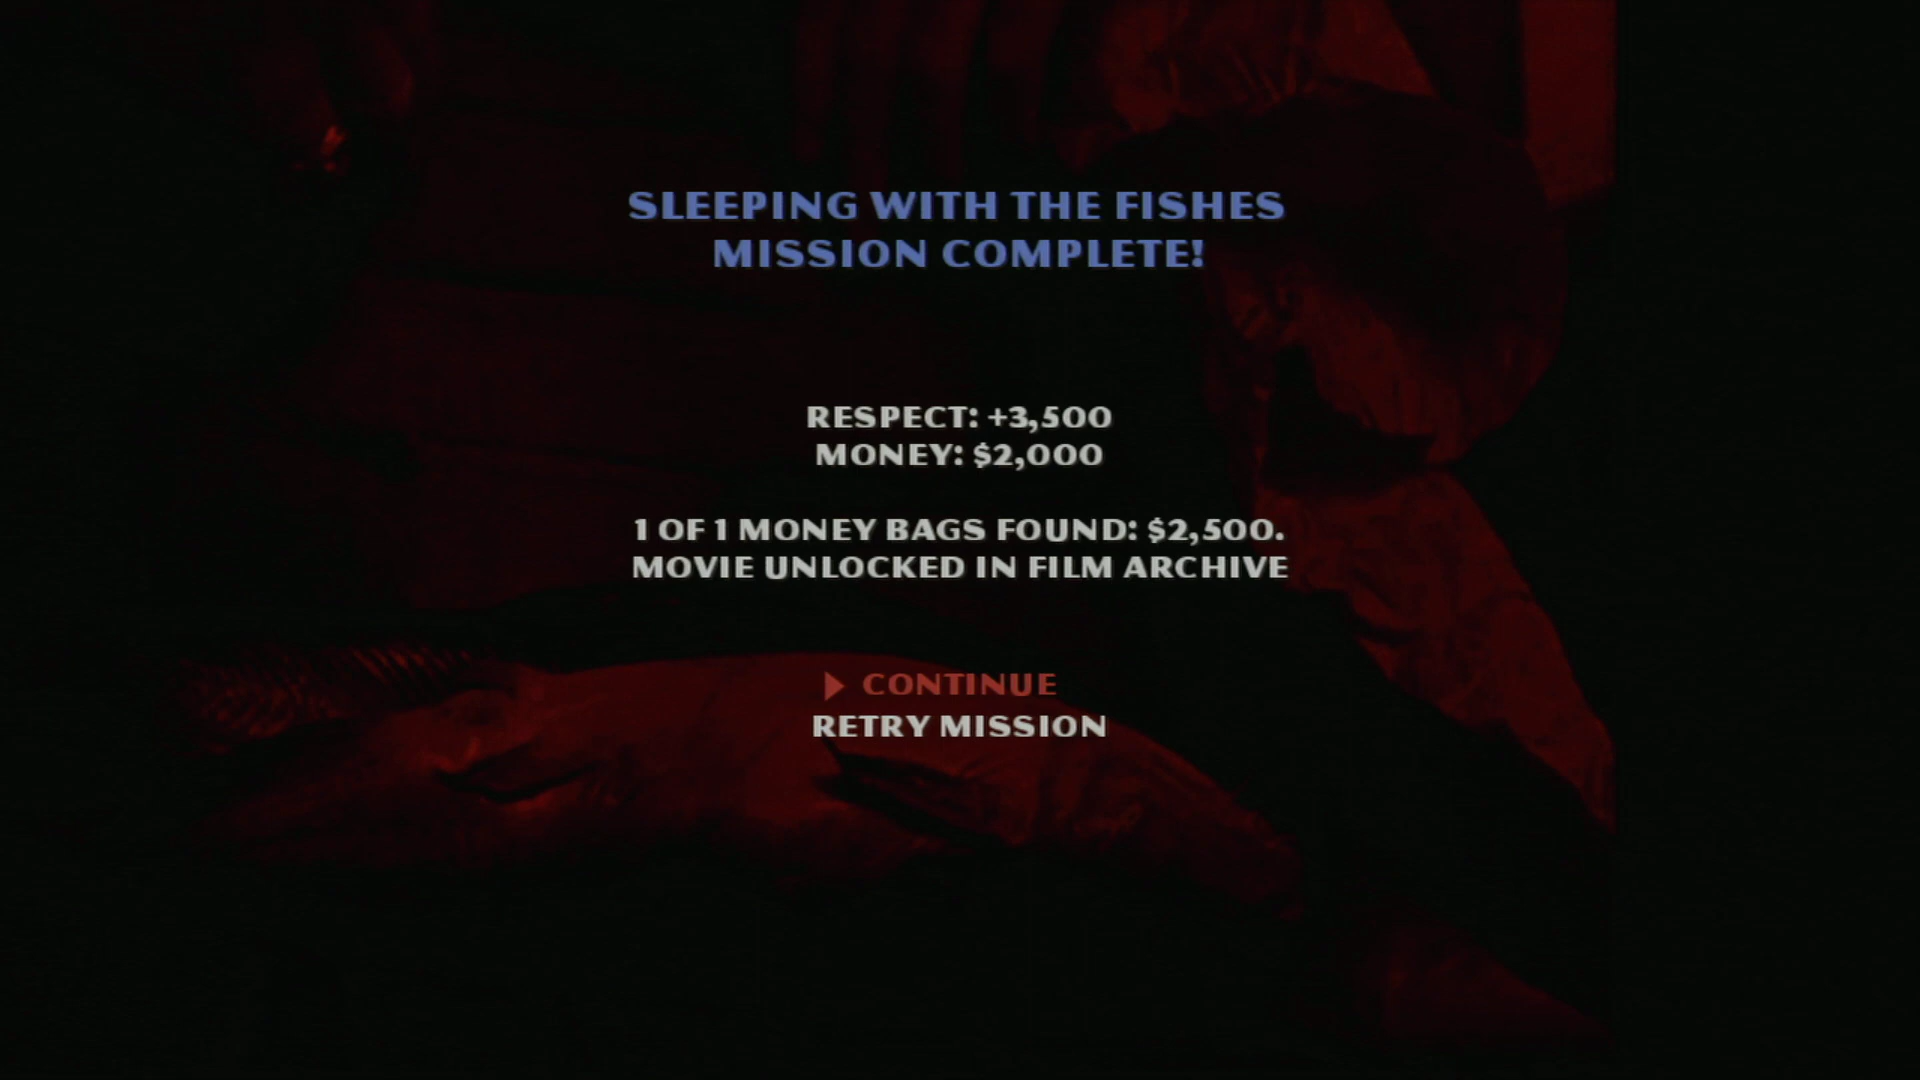 SLEEPING WITH THE FISHES
MISSION COMPLETE!
RESPECT: +3,500
MONEY: $2,000
1 OF 1 MONEY BAGS FOUND: $2,500.
MOVIE UNLOCKED IN FILM ARCHIVE
CONTINUE
RETRY MISSION